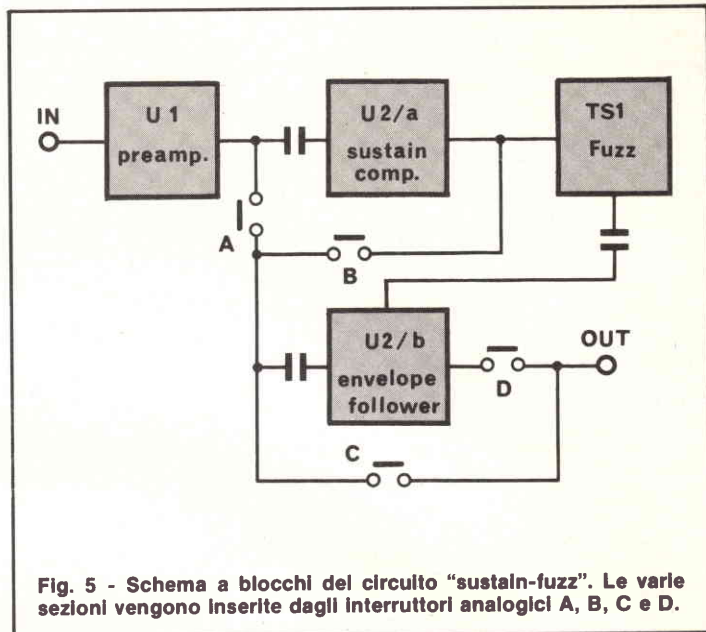 IN
U 1
preamp.
U2/a
sustain
comp.
TS1
Fuzz
A
B
U2/b
envelope
follower
D
OUT
C
Fig. 5 - Schema a blocchi del circuito "sustain-fuzz". Le varie
sezioni vengono inserite dagli interruttori analogici A, B, C e D.